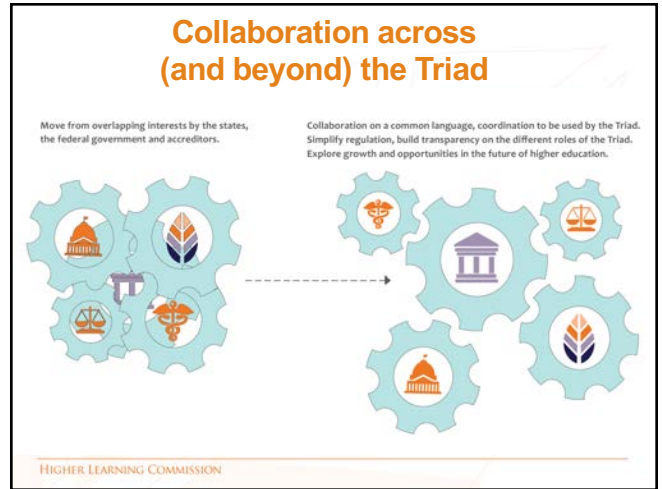 Collaboration across
(and beyond) the Triad
Move from overlapping interests by the states,
the federal government and accreditors.
Collaboration on a common language, coordination to be used by the Triad.
Simplify regulation, build transparency on the different roles of the Triad.
Explore growth and opportunities in the future of higher education.
HIGHER LEARNING COMMISSION